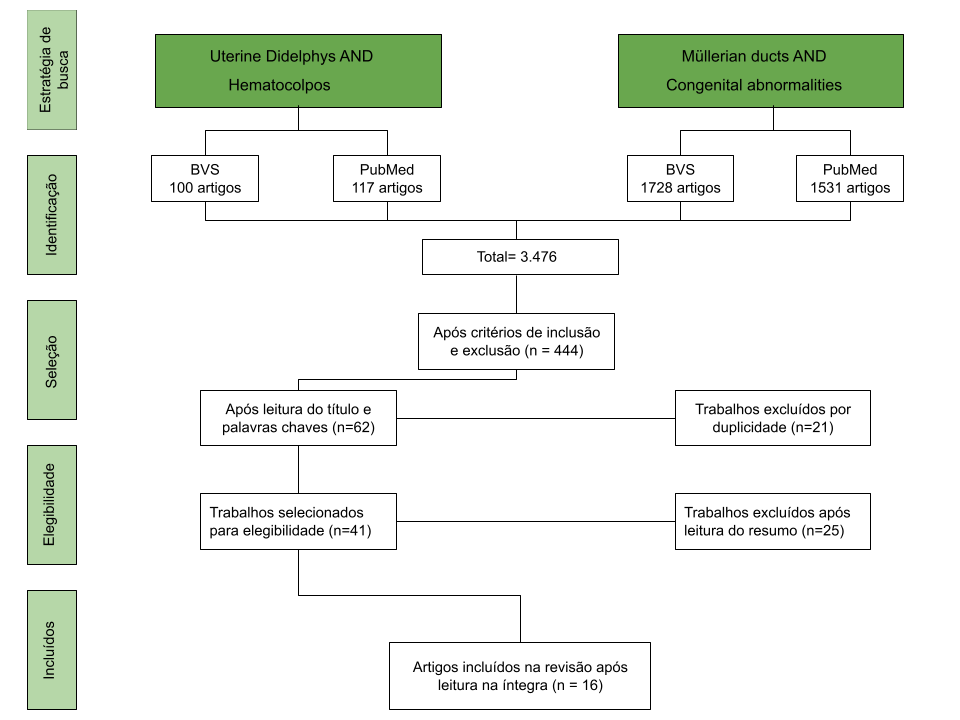 Estratégia de
busca
Uterine Didelphys AND
Hematocolpos
Müllerian ducts AND
Congenital abnormalities
Identificação
BVS
100 artigos
PubMed
117 artigos
BVS
1728 artigos
PubMed
1531 artigos
Total= 3.476
Seleção
Após critérios de inclusão
e exclusão (n = 444)
Após leitura do título e
palavras chaves (n=62)
Trabalhos excluídos por
duplicidade (n=21)
Elegibilidade
Trabalhos selecionados
para elegibilidade (n=41)
Trabalhos excluídos após
leitura do resumo (n=25)
Incluídos
Artigos incluídos na revisão após
leitura na íntegra (n = 16)